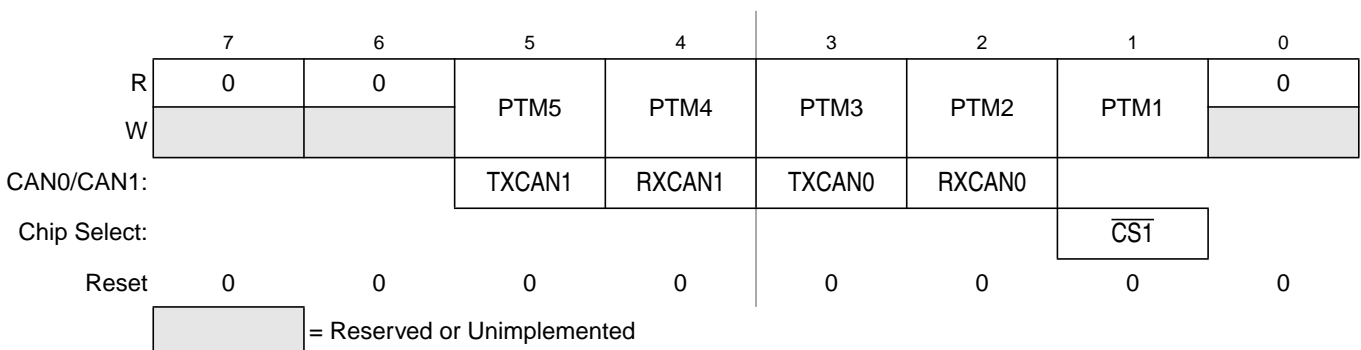 7 6 5 4 3 2 1 0
R 0 0 PTM5 PTM4 PTM3 PTM2 PTM1 0
W
CAN0/CAN1: TXCAN1 RXCAN1 TXCAN0 RXCAN0
Chip Select: CS1
Reset 0 0 0 0 0 0 0 0
= Reserved or Unimplemented